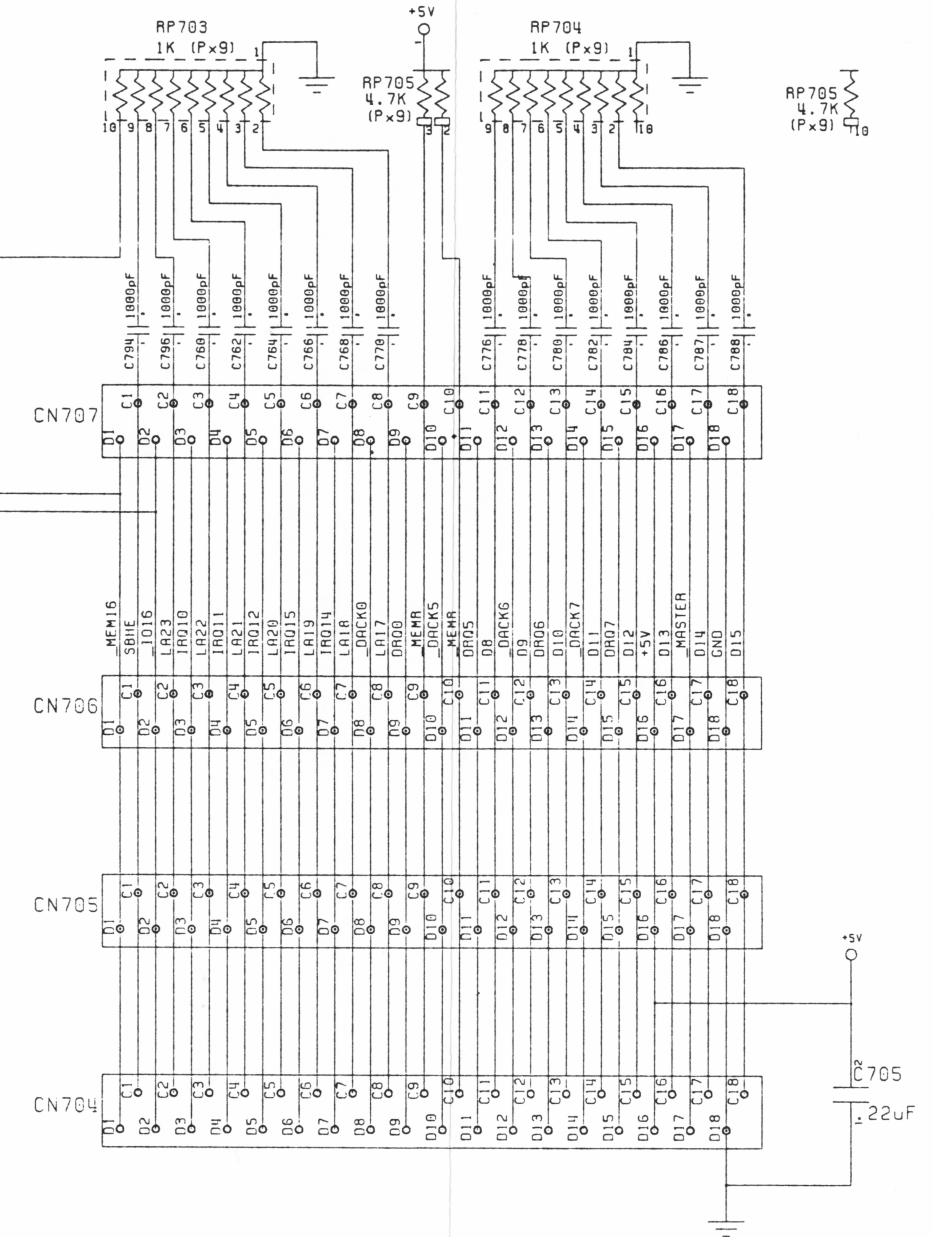 +5V
RP703
1K (Px9)
1
RP705
4.7K
(Px9)
RP704
1K (Px9)
1
RP705
4.7K
(Px9)
10 9 8 7 6 5 4 3 2
3 2
9 8 7 6 5 4 3 2 10
10
C794 1000pF
C796 1000pF
C760 1000pF
C762 1000pF
C764 1000pF
C766 1000pF
C768 1000pF
C770 1000pF
C776 1000pF
C778 1000pF
C780 1000pF
C782 1000pF
C784 1000pF
C786 1000pF
C787 1000pF
C788 1000pF
CN707
C1 C2 C3 C4 C5 C6 C7 C8 C9 C10 C11 C12 C13 C14 C15 C16 C17 C18
D1 D2 D3 D4 D5 D6 D7 D8 D9 D10 D11 D12 D13 D14 D15 D16 D17 D18
_MEM16
SBHE
_IO16
LA23
IRQ10
LA22
IRQ11
LA21
IRQ12
LA20
IRQ15
LA19
IRQ14
LA18
_DACK0
LA17
DRQ0
_MEMR
_DACK5
_MEMR
DRQ5
D8
_DACK6
D9
DRQ6
D10
_DACK7
D11
DRQ7
D12
+5V
D13
_MASTER
D14
GND
D15
CN706
C1 C2 C3 C4 C5 C6 C7 C8 C9 C10 C11 C12 C13 C14 C15 C16 C17 C18
D1 D2 D3 D4 D5 D6 D7 D8 D9 D10 D11 D12 D13 D14 D15 D16 D17 D18
CN705
C1 C2 C3 C4 C5 C6 C7 C8 C9 C10 C11 C12 C13 C14 C15 C16 C17 C18
D1 D2 D3 D4 D5 D6 D7 D8 D9 D10 D11 D12 D13 D14 D15 D16 D17 D18
+5V
CN704
C1 C2 C3 C4 C5 C6 C7 C8 C9 C10 C11 C12 C13 C14 C15 C16 C17 C18
D1 D2 D3 D4 D5 D6 D7 D8 D9 D10 D11 D12 D13 D14 D15 D16 D17 D18
2
C705
.22uF